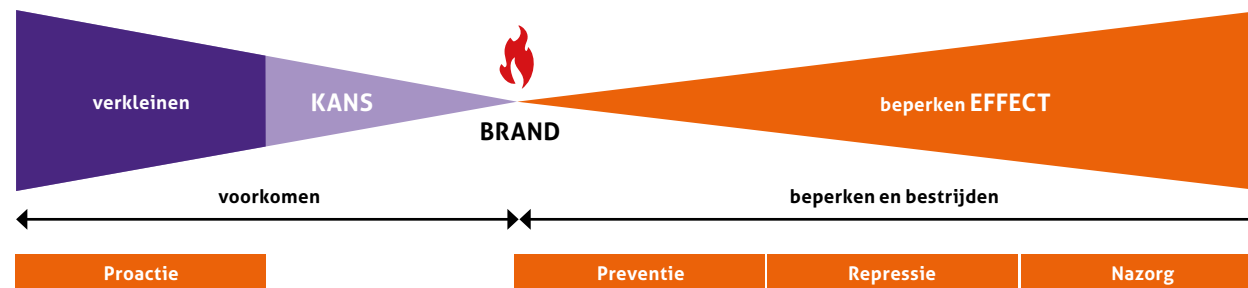 verkleinen
KANS
beperken EFFECT
BRAND
voorkomen
beperken en bestrijden
Proactie
Preventie
Repressie
Nazorg